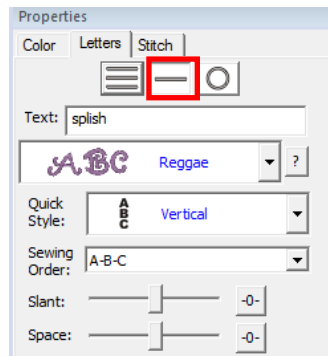 Properties
Color Letters Stitch
Text: splish
ABC Reggae ?
Quick Style: ABC Vertical
Sewing Order: A-B-C
Slant: -0-
Space: -0-